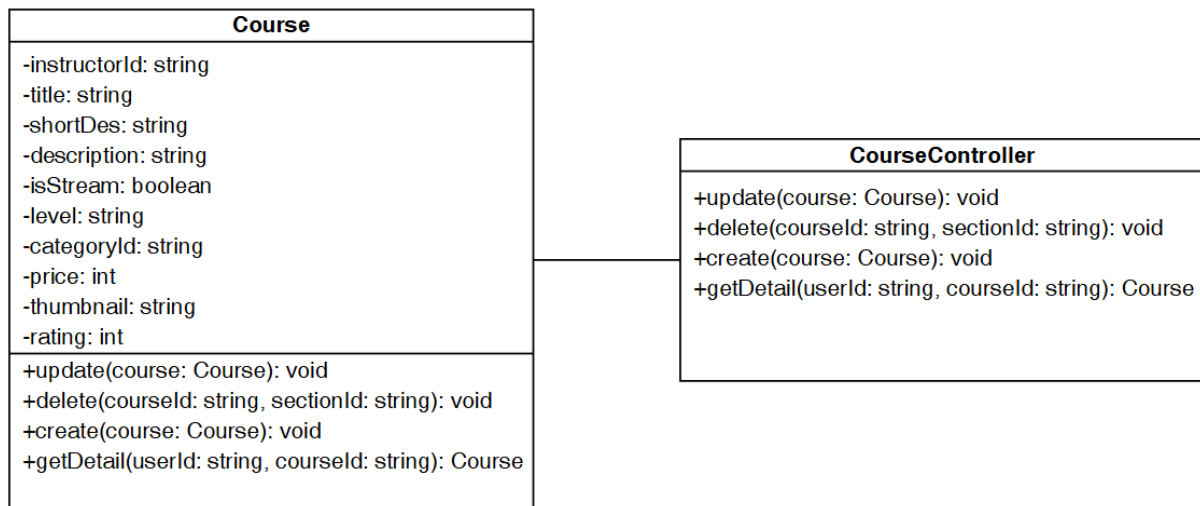 Course
-instructorId: string
-title: string
-shortDes: string
-description: string
-isStream: boolean
-level: string
-categoryId: string
-price: int
-thumbnail: string
-rating: int
+update(course: Course): void
+delete(courseId: string, sectionId: string): void
+create(course: Course): void
+getDetail(userId: string, courseId: string): Course
CourseController
+update(course: Course): void
+delete(courseId: string, sectionId: string): void
+create(course: Course): void
+getDetail(userId: string, courseId: string): Course